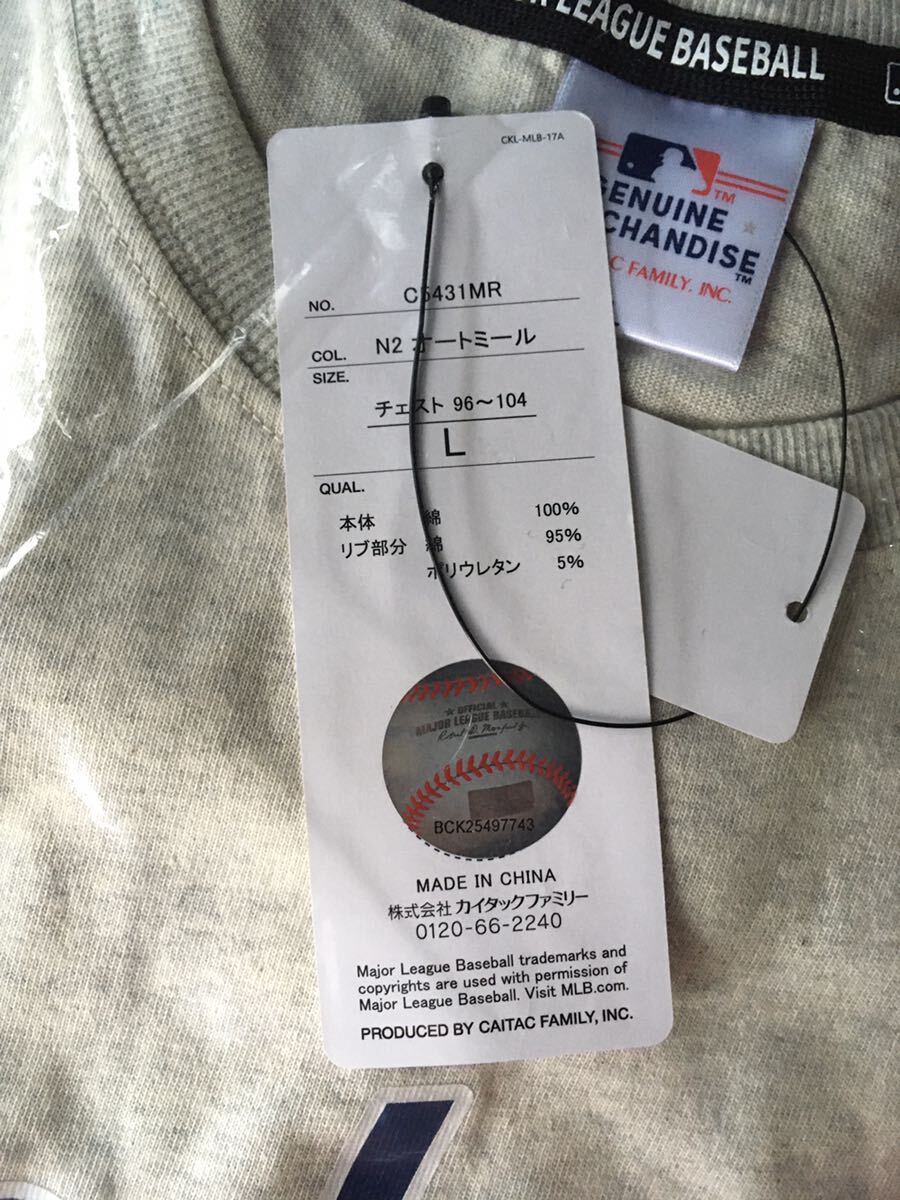 LEAGUE BASEBALL
CKL-MLB-17A
TM
GENUINE
CHANDISE TM
C FAMILY, INC.
NO. C5431MR
COL. N2 オートミール
SIZE.
チェスト 96～104
L
QUAL.
本体 綿 100%
リブ部分 綿 95%
ポリウレタン 5%
OFFICIAL
MAJOR LEAGUE BASEBA
BCK25497743
MADE IN CHINA
株式会社 カイタックファミリー
0120-66-2240
Major League Baseball trademarks and
copyrights are used with permission of
Major League Baseball. Visit MLB.com.
PRODUCED BY CAITAC FAMILY, INC.